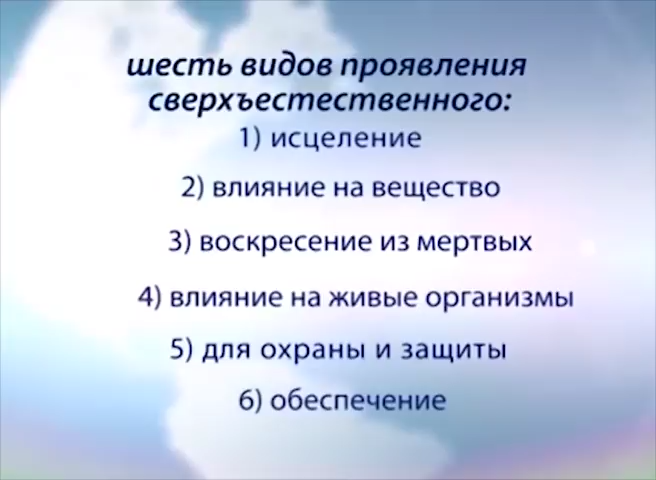 шесть видов проявления
сверхъестественного:
1) исцеление
2) влияние на вещество
3) воскресение из мертвых
4) влияние на живые организмы
5) для охраны и защиты
6) обеспечение